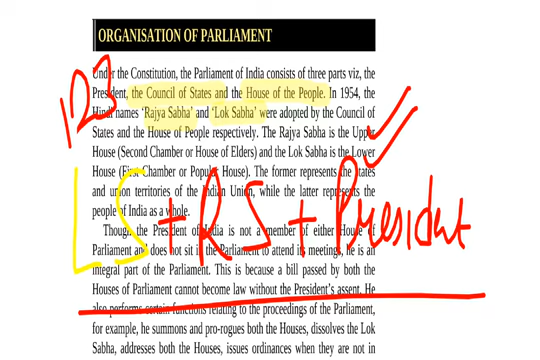 ORGANISATION OF PARLIAMENT
Under the Constitution, the Parliament of India consists of three parts viz, the
President, the Council of States and the House of the People. In 1954, the
Hindi names 'Rajya Sabha' and 'Lok Sabha' were adopted by the Council of
States and the House of People respectively. The Rajya Sabha is the Upper
House (Second Chamber or House of Elders) and the Lok Sabha is the Lower
House (First Chamber or Popular House). The former represents the states
and union territories of the Indian Union, while the latter represents the
people of India as a whole.
Though the President of India is not a member of either House of
Parliament and does not sit in the Parliament to attend its meetings, he is an
integral part of the Parliament. This is because a bill passed by both the
Houses of Parliament cannot become law without the President's assent. He
also performs certain functions relating to the proceedings of the Parliament,
for example, he summons and pro-rogues both the Houses, dissolves the Lok
Sabha, addresses both the Houses, issues ordinances when they are not in
123
LS + RS + President